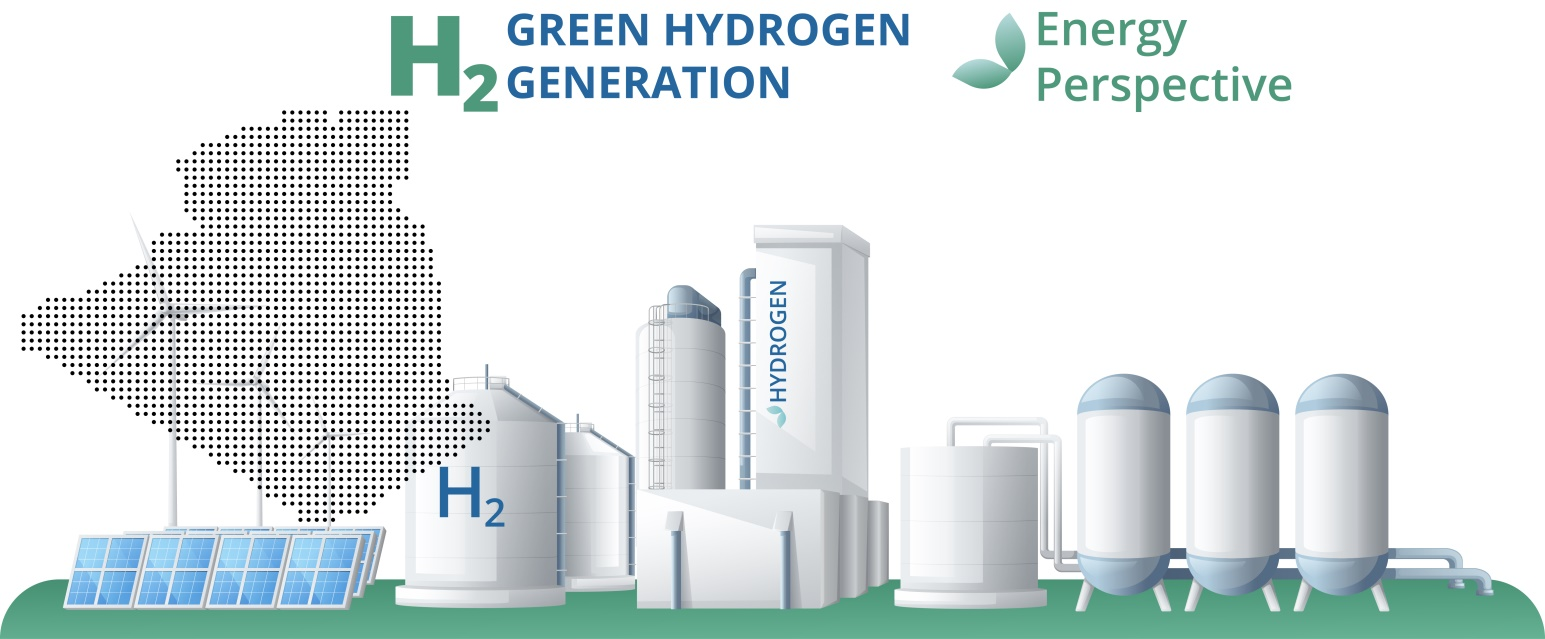 H2
GREEN HYDROGEN
GENERATION
Energy
Perspective
HYDROGEN
H2